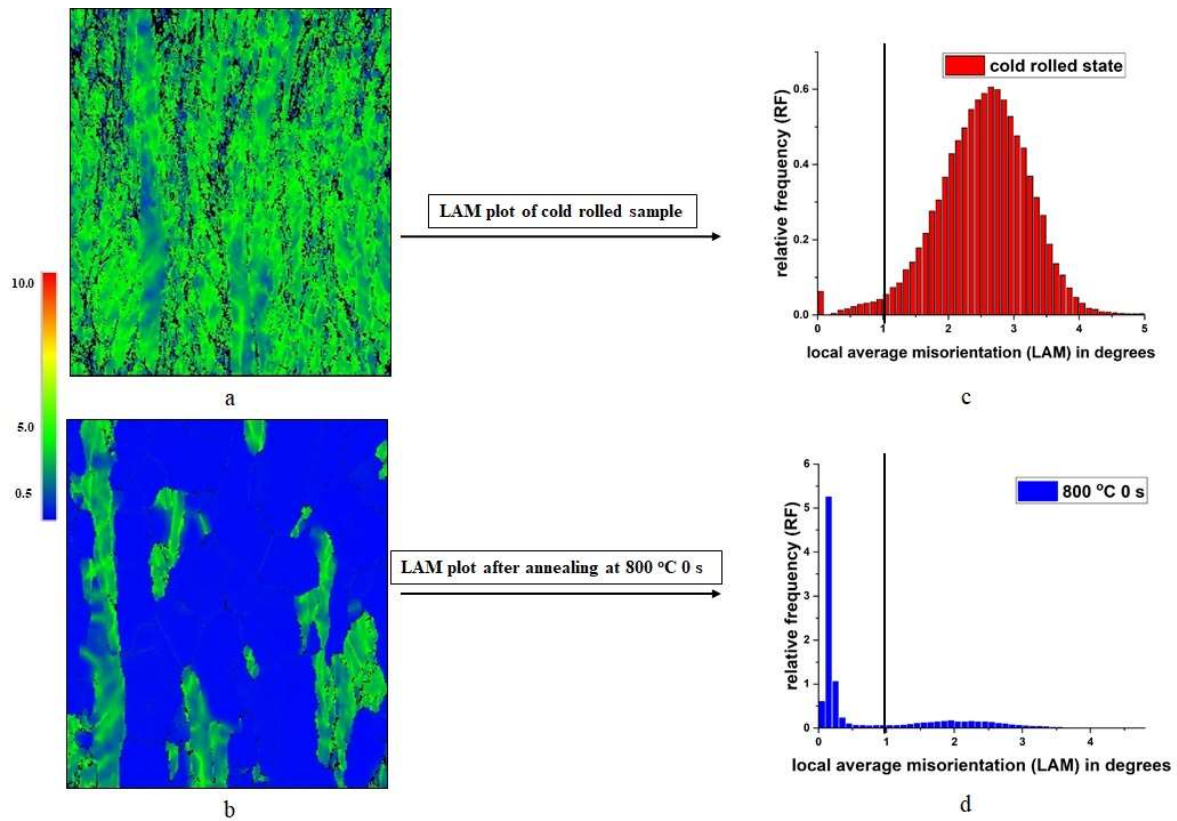 10.0
5.0
0.5
a
LAM plot of cold rolled sample
cold rolled state
relative frequency (RF)
0.6
0.4
0.2
0.0
0 1 2 3 4 5
local average misorientation (LAM) in degrees
c
b
LAM plot after annealing at 800 °C 0 s
800 °C 0 s
relative frequency (RF)
6
5
4
3
2
1
0
0 1 2 3 4
local average misorientation (LAM) in degrees
d